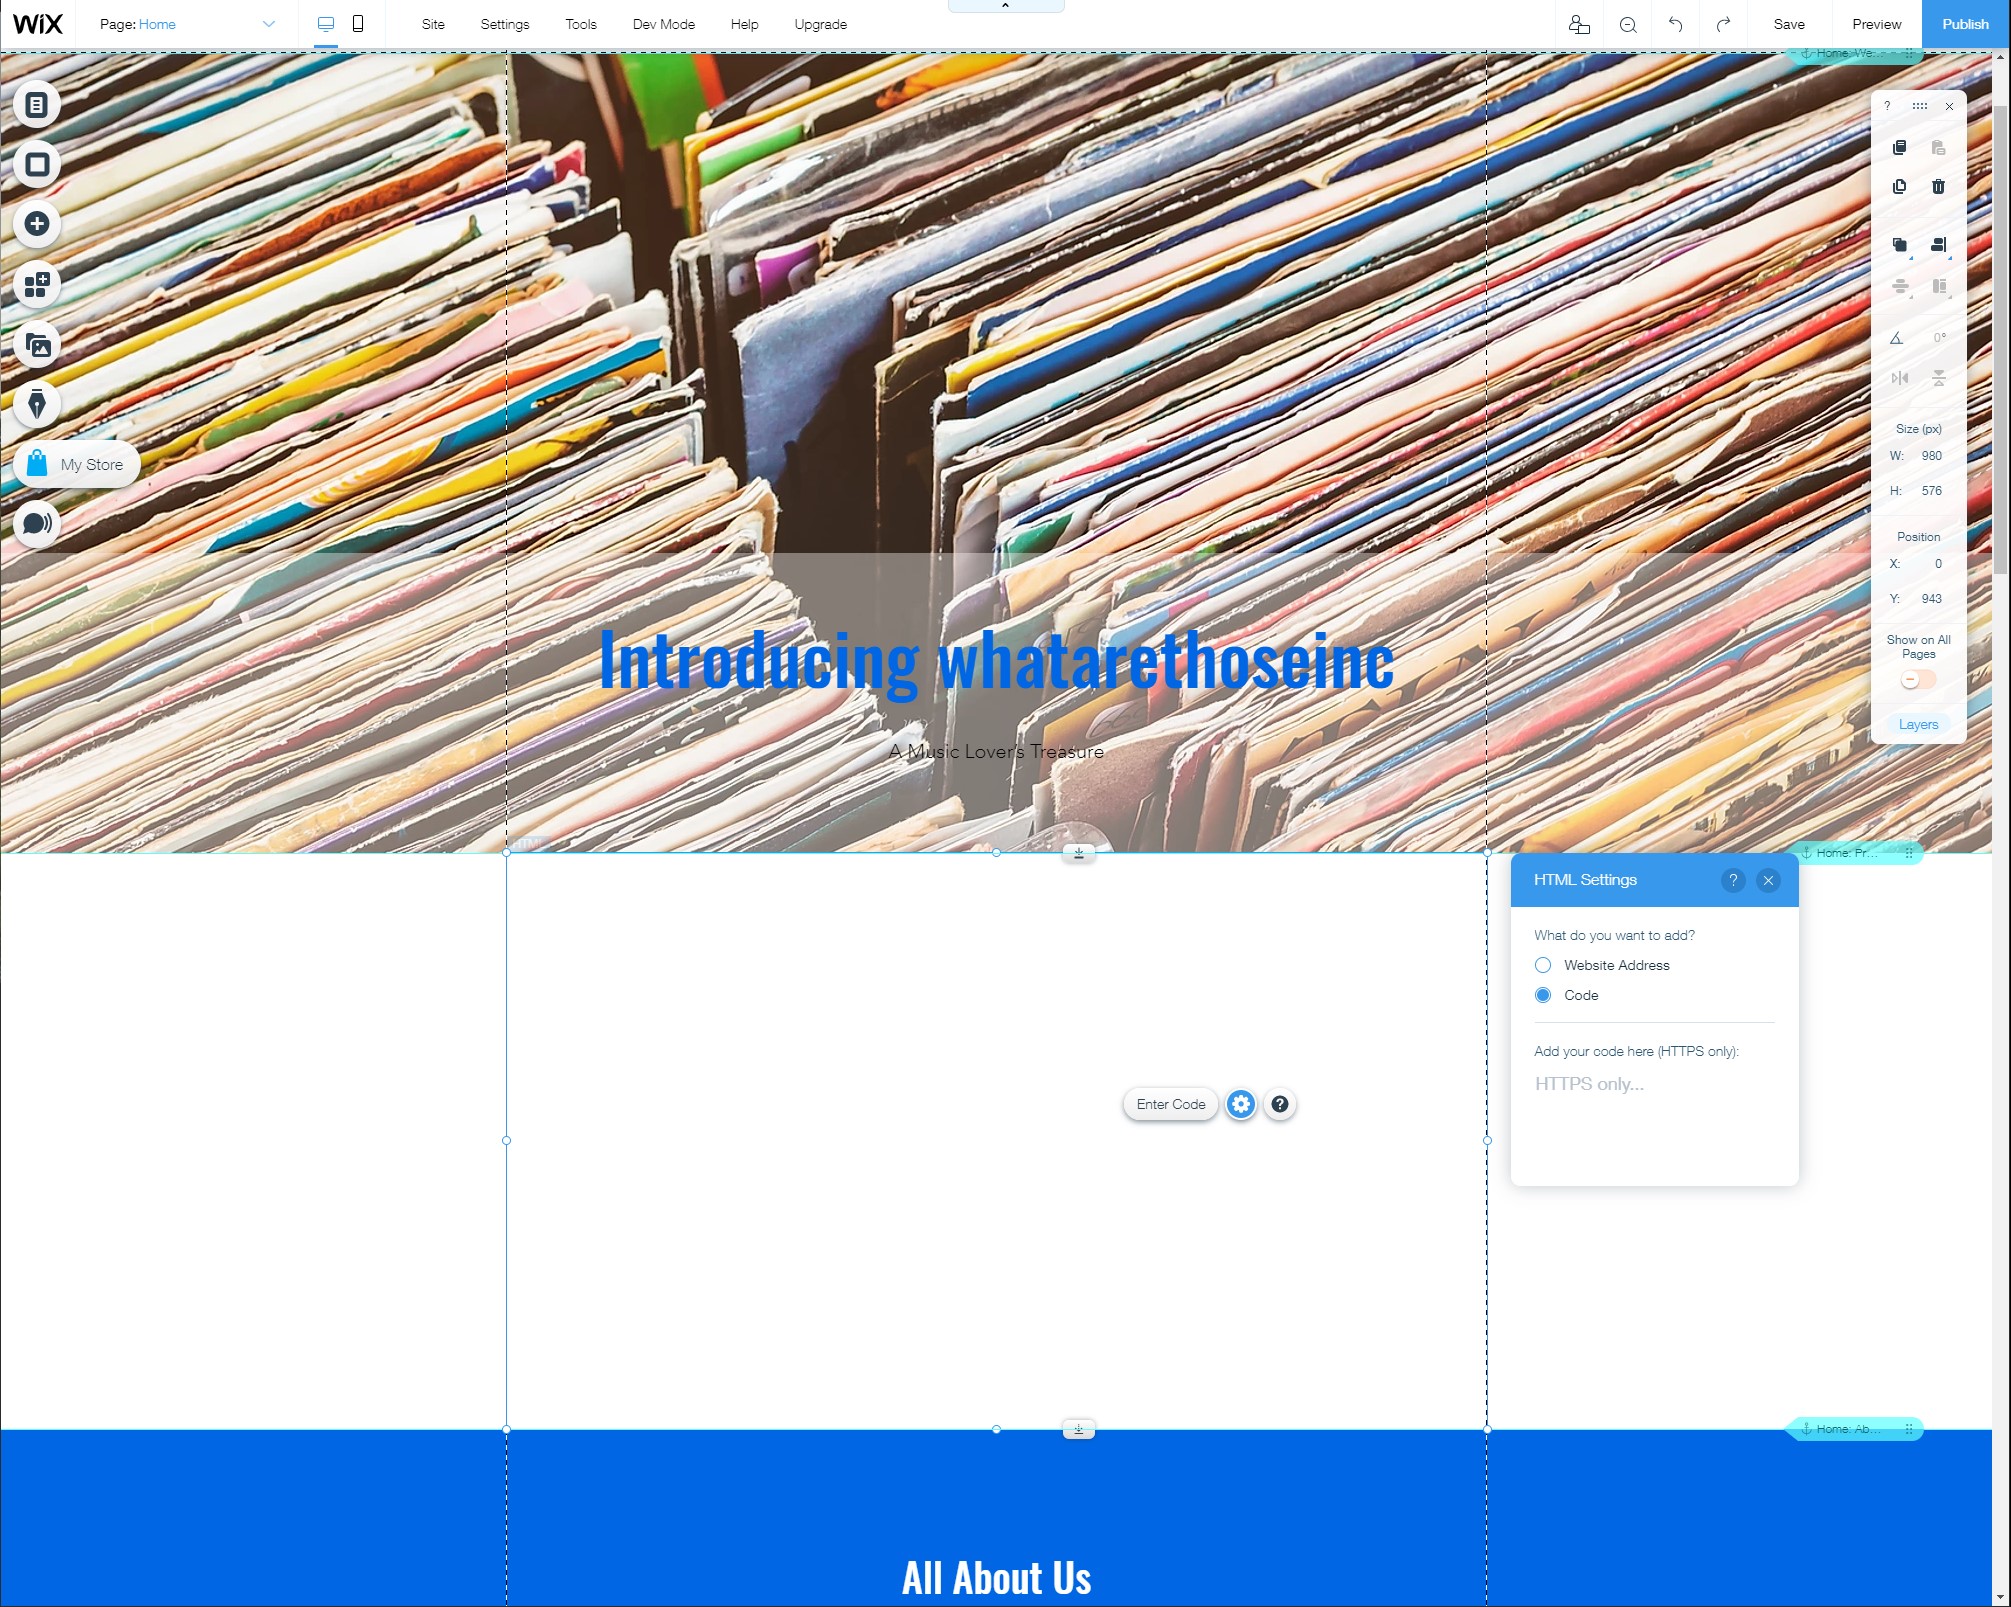 WiX
Page: Home
Site
Settings
Tools
Dev Mode
Help
Upgrade
Save
Preview
Publish
Home: We...
?
My Store
0°
Size (px)
W: 980
H: 576
Position
X: 0
Y: 943
Show on All
Pages
Layers
Introducing whatarethoseinc
A Music Lover's Treasure
HTML
Home: Pr...
HTML Settings
?
What do you want to add?
Website Address
Code
Add your code here (HTTPS only):
HTTPS only...
Enter Code
?
Home: Ab...
All About Us